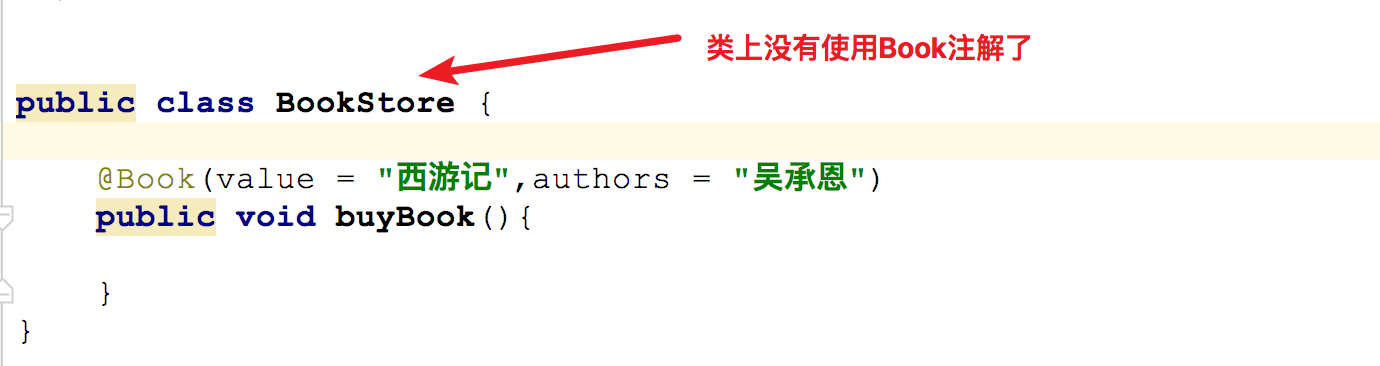 类上没有使用Book注解了
public class BookStore {
@Book(value = "西游记",authors = "吴承恩")
public void buyBook(){
}
}